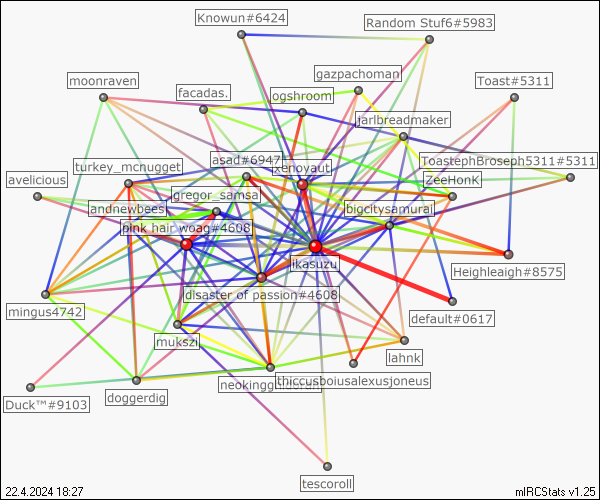 Knowun#6424
Random Stuf6#5983
gazpachoman
moonraven
Toast#5311
facadas.
ogshroom
jarlbreadmaker
asad#6947
ToastephBroseph5311#5311
turkey_mcnugget
xenovaut
avelicious
ZeeHonK
gregor_samsa
andnewbees
bigcitysamurai
pink hair woag#4608
ikasuzu
Heighleaigh#8575
disaster of passion#4608
mingus4742
default#0617
mukszi
lahnk
thiccusboiusalexusjoneus
Duck™#9103
doggerdig
tescoroll
22.4.2024 18:27
mIRCStats v1.25